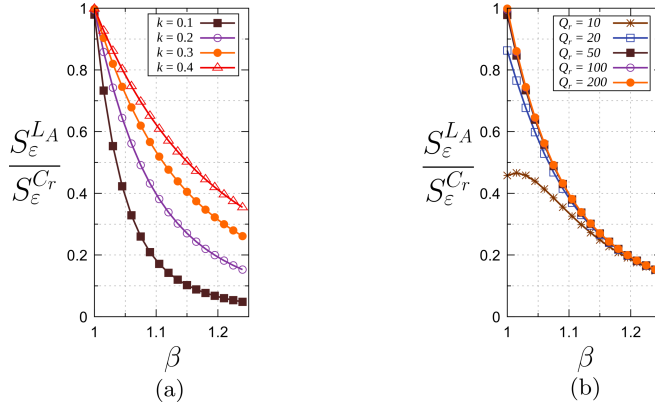 1
0.8
0.6
0.4
0.2
0
1
1.1
1.2
k = 0.1
k = 0.2
k = 0.3
k = 0.4
S_ε^{L_A}
S_ε^{C_r}
β
(a)
1
0.8
0.6
0.4
0.2
0
1
1.1
1.2
Q_r = 10
Q_r = 20
Q_r = 50
Q_r = 100
Q_r = 200
S_ε^{L_A}
S_ε^{C_r}
β
(b)